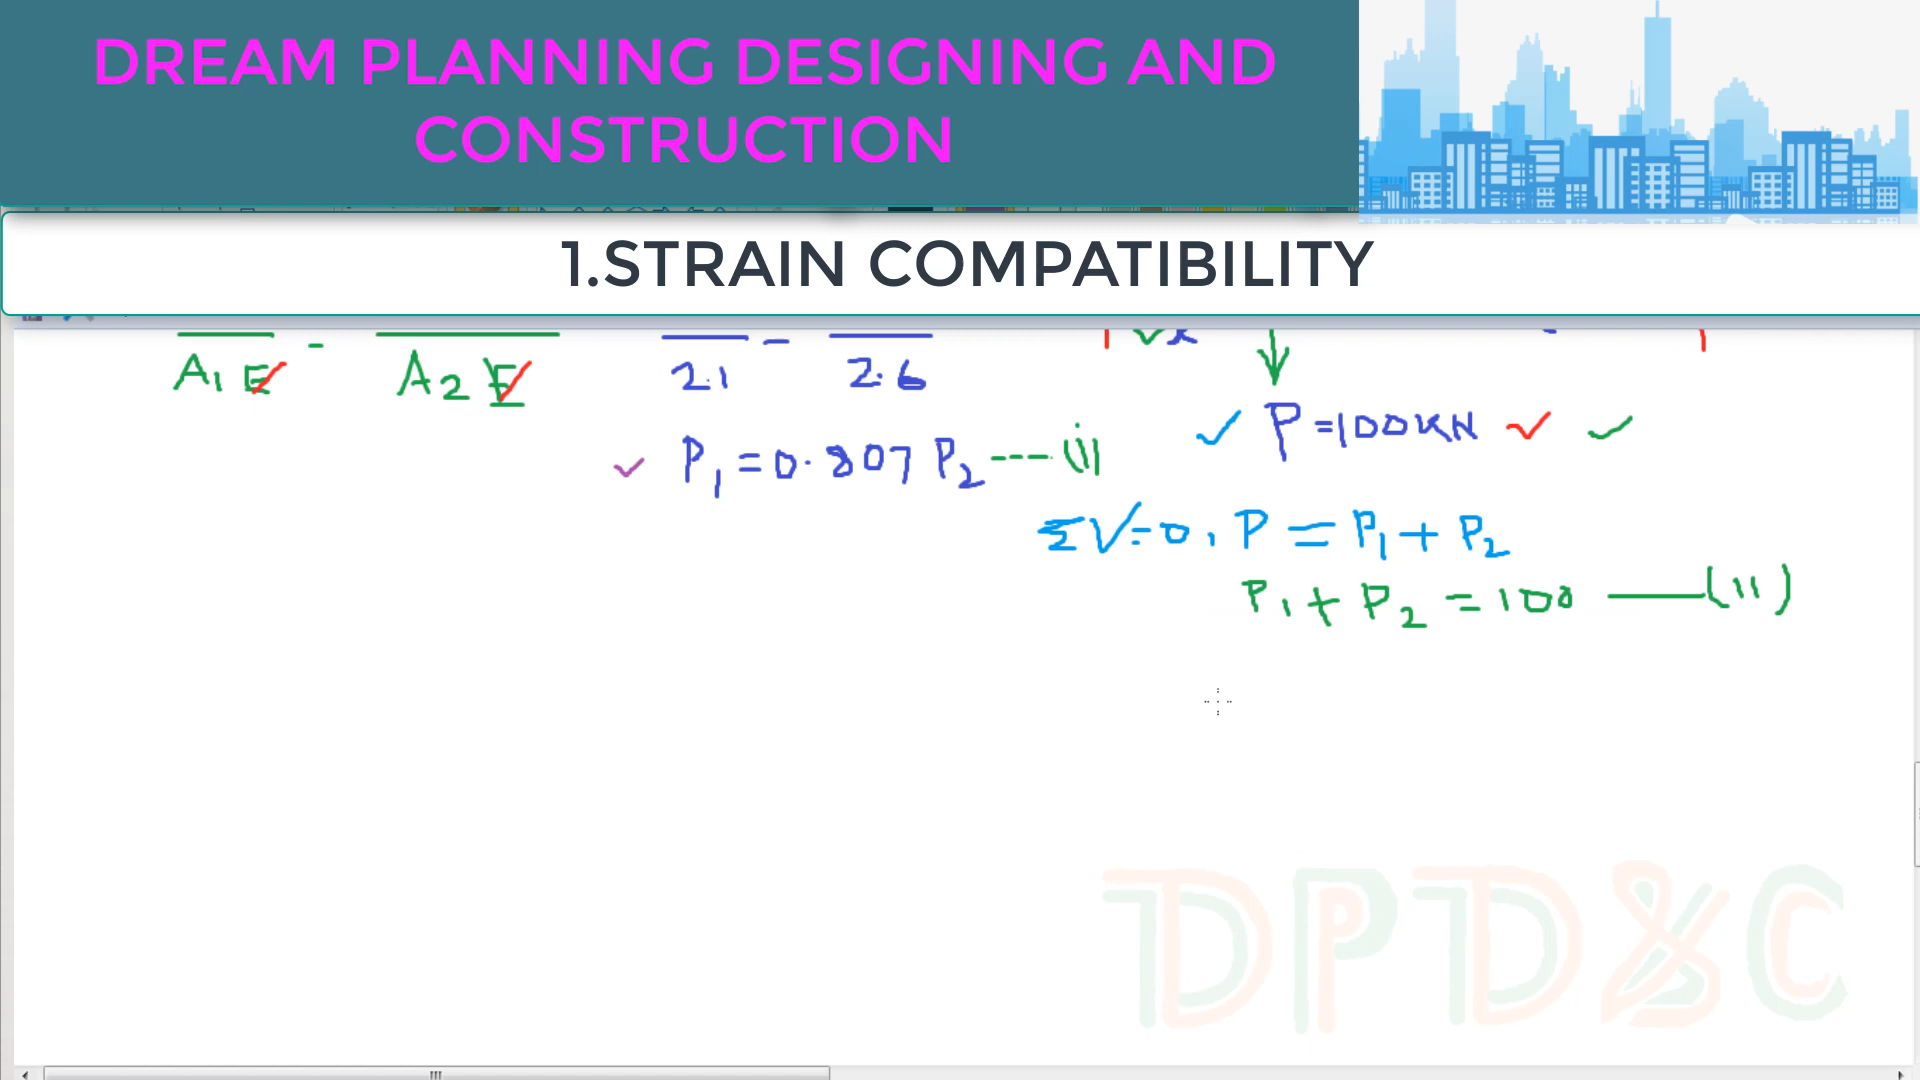 DREAM PLANNING DESIGNING AND
CONSTRUCTION
1.STRAIN COMPATIBILITY
A1 E - A2 E
2.1 - 2.6
P=100KN
P1 = 0.807 P2 ---- (i)
ΣV=0, P = P1 + P2
P1 + P2 = 100 —— (ii)
DPD&C